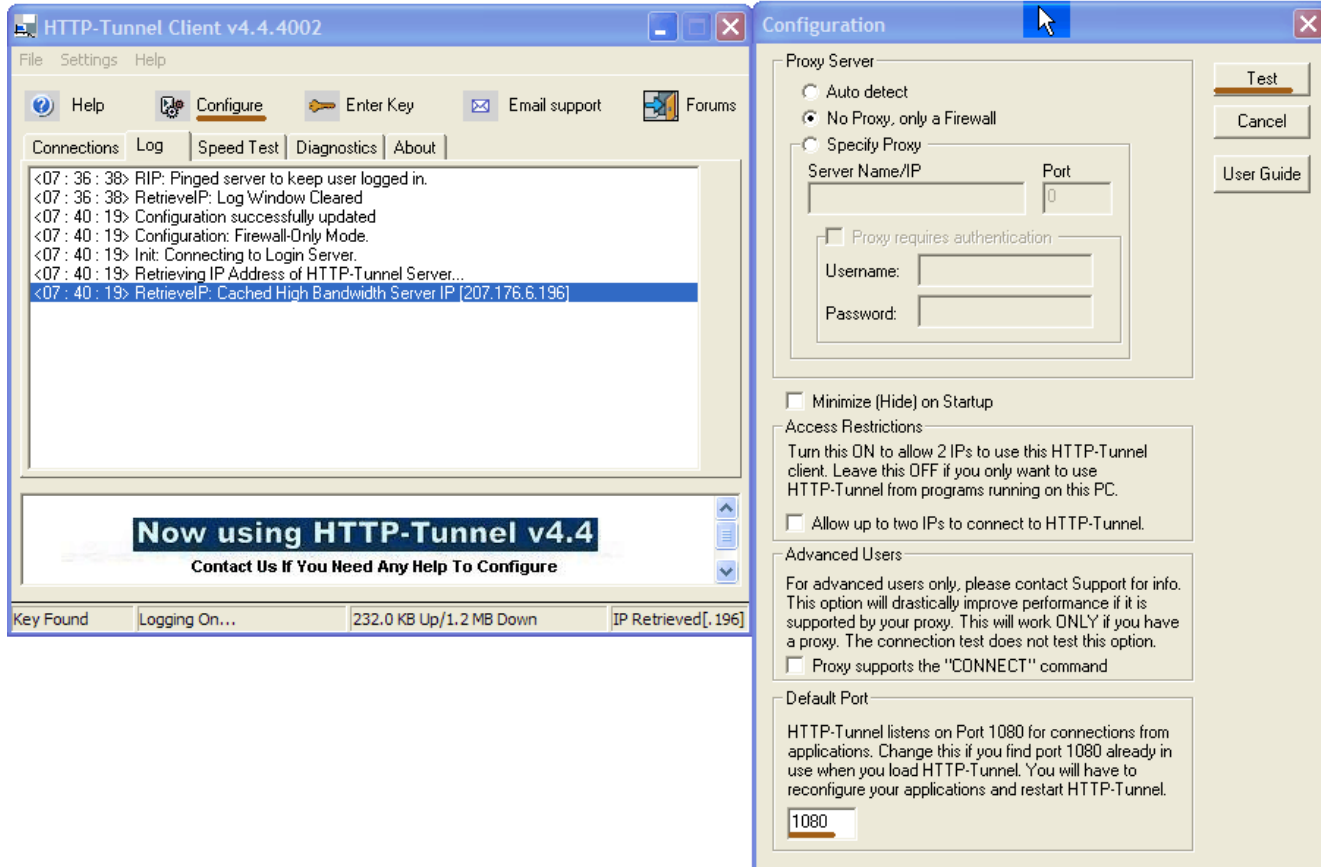 HTTP-Tunnel Client v4.4.4002
File Settings Help
Help Configure Enter Key Email support Forums
Connections Log Speed Test Diagnostics About
<07 : 36 : 38> RIP: Pinged server to keep user logged in.
<07 : 36 : 38> RetrieveIP: Log Window Cleared
<07 : 40 : 19> Configuration successfully updated
<07 : 40 : 19> Configuration: Firewall-Only Mode.
<07 : 40 : 19> Init: Connecting to Login Server.
<07 : 40 : 19> Retrieving IP Address of HTTP-Tunnel Server...
<07 : 40 : 19> RetrieveIP: Cached High Bandwidth Server IP [207.176.6.196]
Now using HTTP-Tunnel v4.4
Contact Us If You Need Any Help To Configure
Key Found Logging On... 232.0 KB Up/1.2 MB Down IP Retrieved[.196]
Configuration
Proxy Server
Auto detect
No Proxy, only a Firewall
Specify Proxy
Server Name/IP Port
0
Proxy requires authentication
Username:
Password:
Test
Cancel
User Guide
Minimize (Hide) on Startup
Access Restrictions
Turn this ON to allow 2 IPs to use this HTTP-Tunnel
client. Leave this OFF if you only want to use
HTTP-Tunnel from programs running on this PC.
Allow up to two IPs to connect to HTTP-Tunnel.
Advanced Users
For advanced users only, please contact Support for info.
This option will drastically improve performance if it is
supported by your proxy. This will work ONLY if you have
a proxy. The connection test does not test this option.
Proxy supports the "CONNECT" command
Default Port
HTTP-Tunnel listens on Port 1080 for connections from
applications. Change this if you find port 1080 already in
use when you load HTTP-Tunnel. You will have to
reconfigure your applications and restart HTTP-Tunnel.
1080